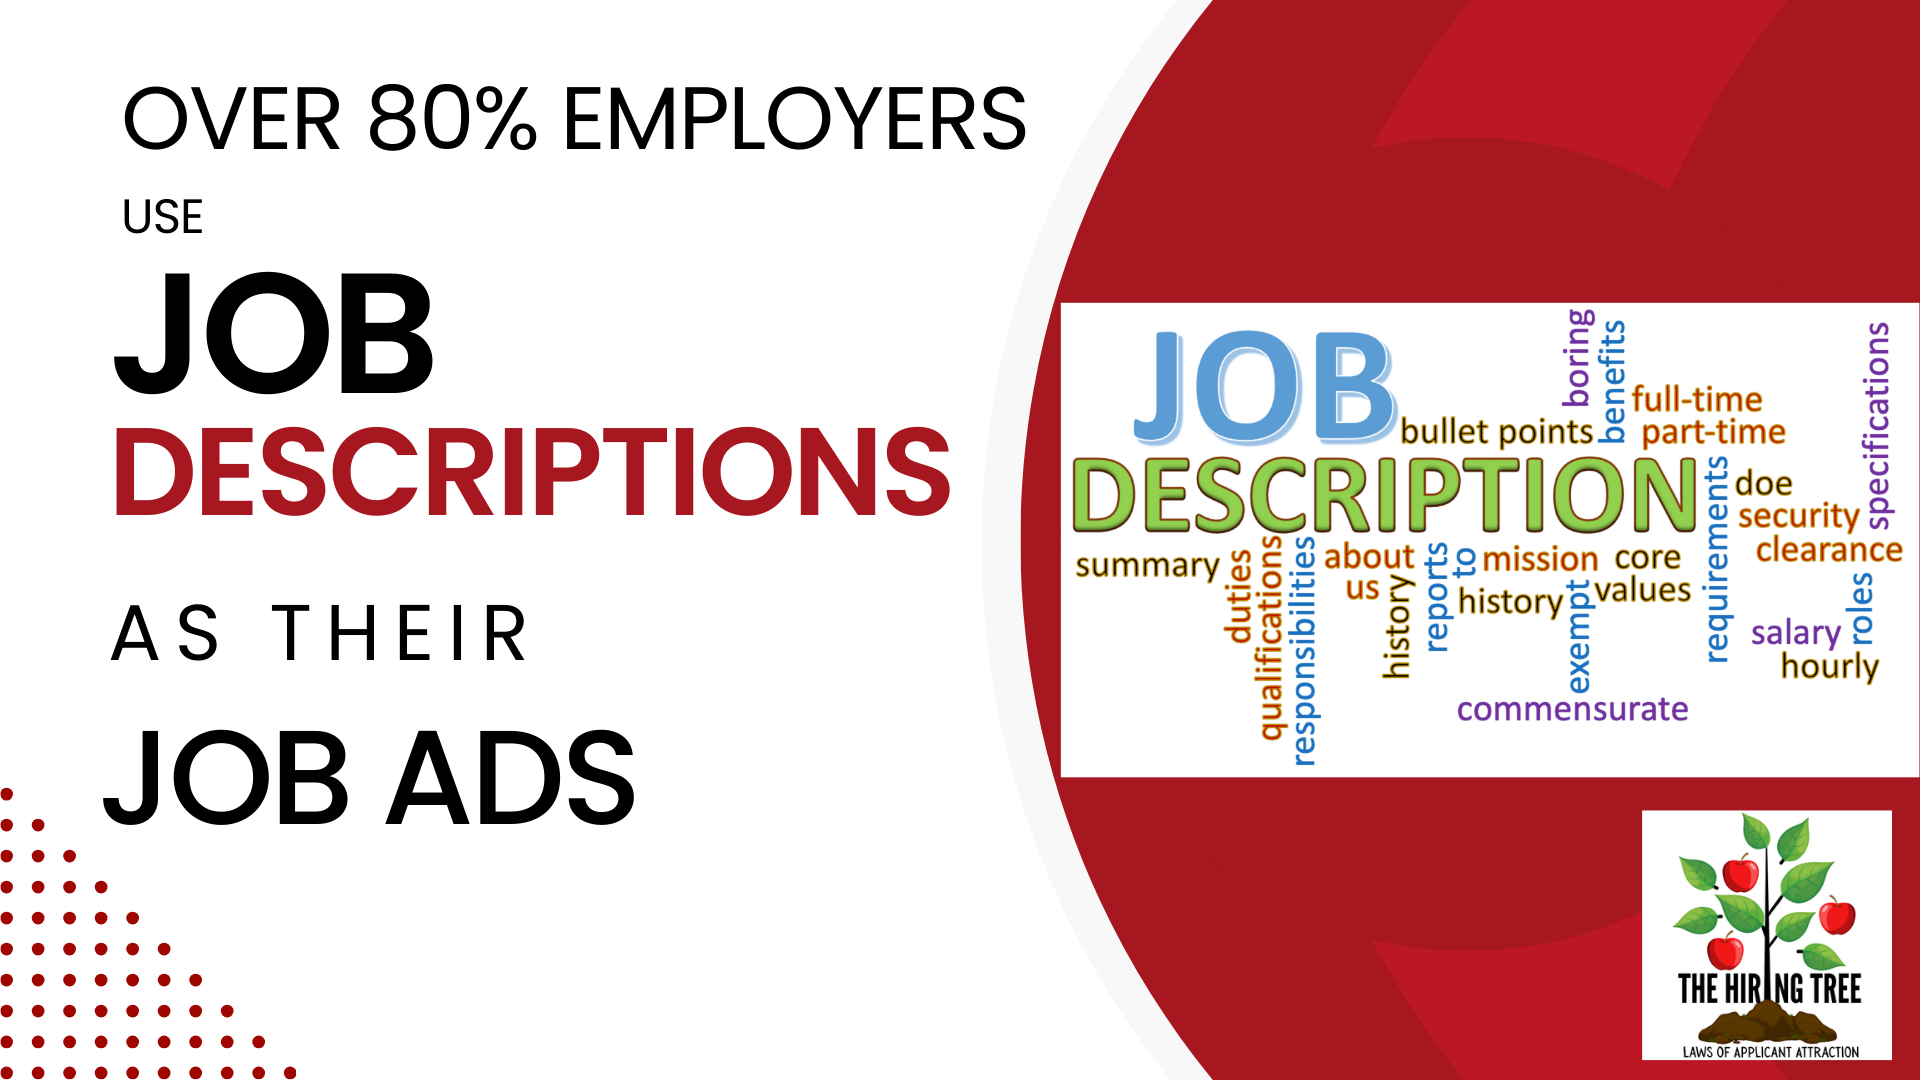 OVER 80% EMPLOYERS
USE
JOB
DESCRIPTIONS
AS THEIR
JOB ADS
JOB
DESCRIPTION
boring
benefits
bullet points
full-time
part-time
specifications
requirements
doe
security
clearance
summary
duties
qualifications
responsibilities
about
us
history
reports
to
mission
history
exempt
core
values
roles
salary
hourly
commensurate
THE HIRING TREE
LAWS OF APPLICANT ATTRACTION